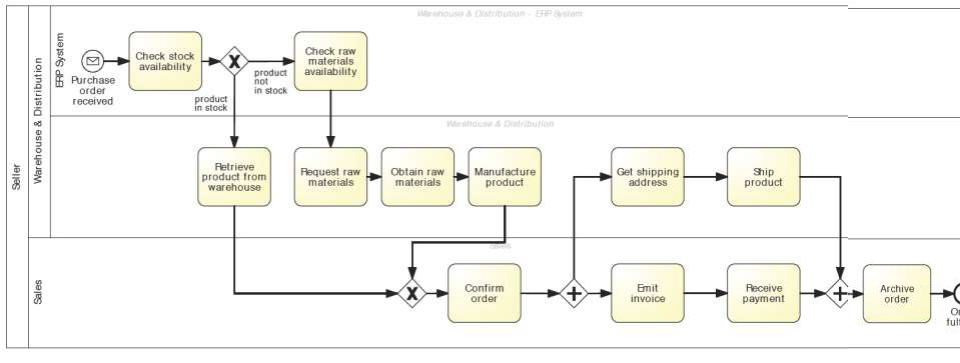 Warehouse & Distribution - ERP System
Seller
Warehouse & Distribution
ERP System
Purchase
order
received
Check stock
availability
X
product
in stock
product
not
in stock
Check raw
materials
availability
Warehouse & Distribution
Retrieve
product from
warehouse
Request raw
materials
Obtain raw
materials
Manufacture
product
Get shipping
address
Ship
product
Sales
Sales
X
Confirm
order
Emit
invoice
Receive
payment
Archive
order
Or
fulf